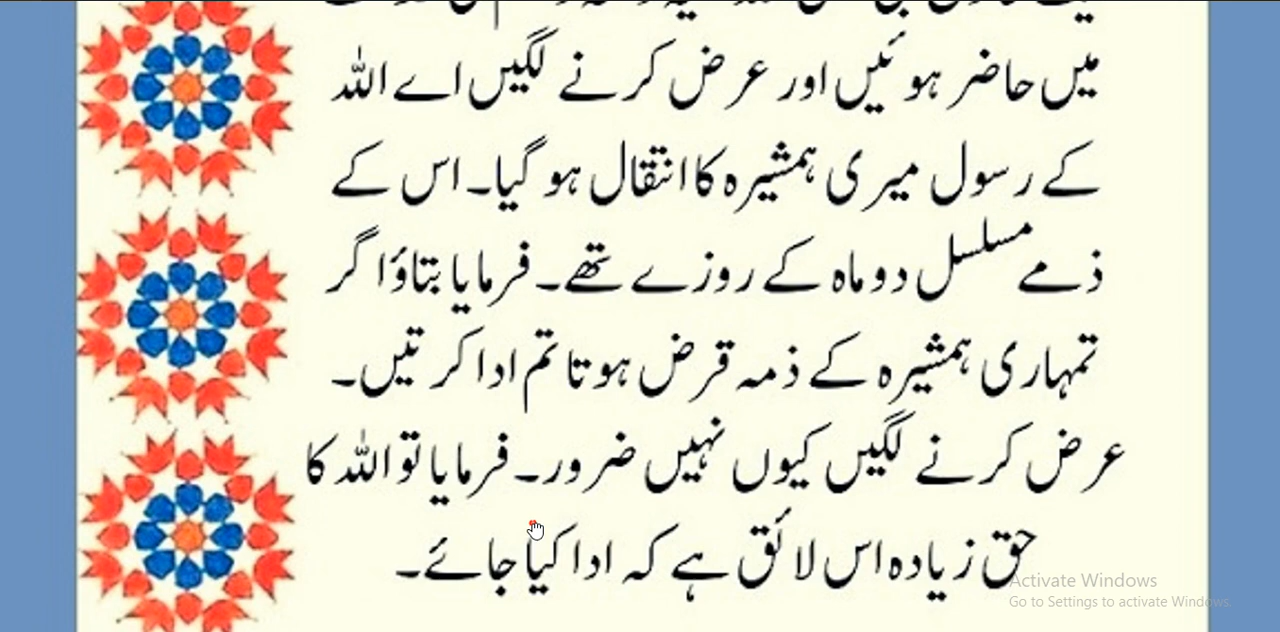 میں حاضر ہوئیں اور عرض کرنے لگیں اے اللہ
کے رسول میری ہمشیرہ کا انتقال ہو گیا۔ اس کے
ذمے مسلسل دو ماہ کے روزے تھے۔ فرمایا بتاؤ اگر
تمہاری ہمشیرہ کے ذمہ قرض ہوتا تم ادا کرتیں۔
عرض کرنے لگیں کیوں نہیں ضرور۔ فرمایا تو اللہ کا
حق زیادہ اس لائق ہے کہ ادا کیا جائے۔
Activate Windows
Go to Settings to activate Windows.